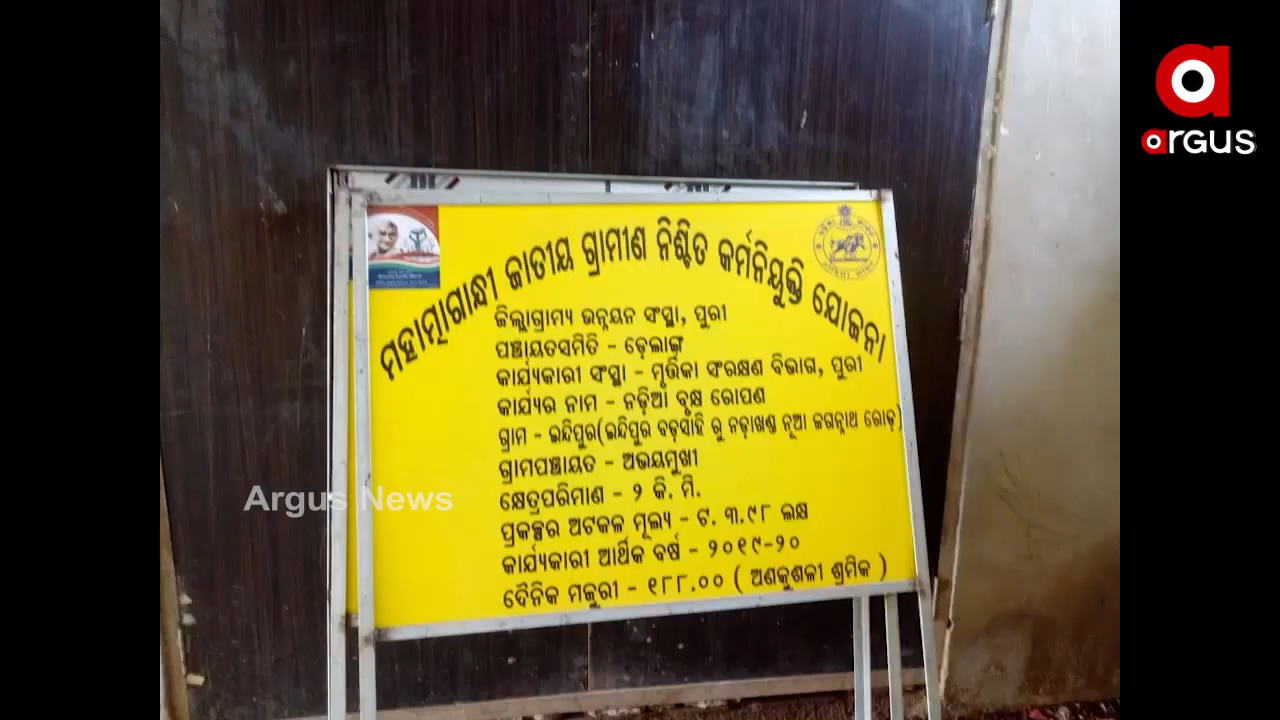 ARGUS
ମହାତ୍ମାଗାନ୍ଧୀ ଜାତୀୟ ଗ୍ରାମୀଣ ନିଶ୍ଚିତ କର୍ମନିଯୁକ୍ତି ଯୋଜନା
ଜିଲ୍ଲାଗ୍ରାମ୍ୟ ଉନ୍ନୟନ ସଂସ୍ଥା, ପୁରୀ
ପଞ୍ଚାୟତସମିତି - ଡ଼େଲାଙ୍ଗ
କାର୍ଯ୍ୟକାରୀ ସଂସ୍ଥା - ମୃତ୍ତିକା ସଂରକ୍ଷଣ ବିଭାଗ, ପୁରୀ
କାର୍ଯ୍ୟର ନାମ - ନଡ଼ିଆ ବୃକ୍ଷ ରୋପଣ
ଗ୍ରାମ - ଇନ୍ଦିପୁର(ଇନ୍ଦିପୁର ବଡ଼ସାହି ରୁ ନଡ଼ାଖଣ୍ଡ ନୂଆ ଜଗନ୍ନାଥ ରୋଡ଼)
ଗ୍ରାମପଞ୍ଚାୟତ - ଅଭୟମୁଖୀ
କ୍ଷେତ୍ରପରିମାଣ - ୨ କି. ମି.
ପ୍ରକଳ୍ପର ଅଟକଳ ମୂଲ୍ୟ - ଟ. ୩.୯୮ ଲକ୍ଷ
କାର୍ଯ୍ୟକାରୀ ଆର୍ଥିକ ବର୍ଷ - ୨୦୧୯-୨୦
ଦୈନିକ ମଜୁରୀ - ୧୮୮.୦୦ ( ଅଣକୁଶଳୀ ଶ୍ରମିକ )
Argus News